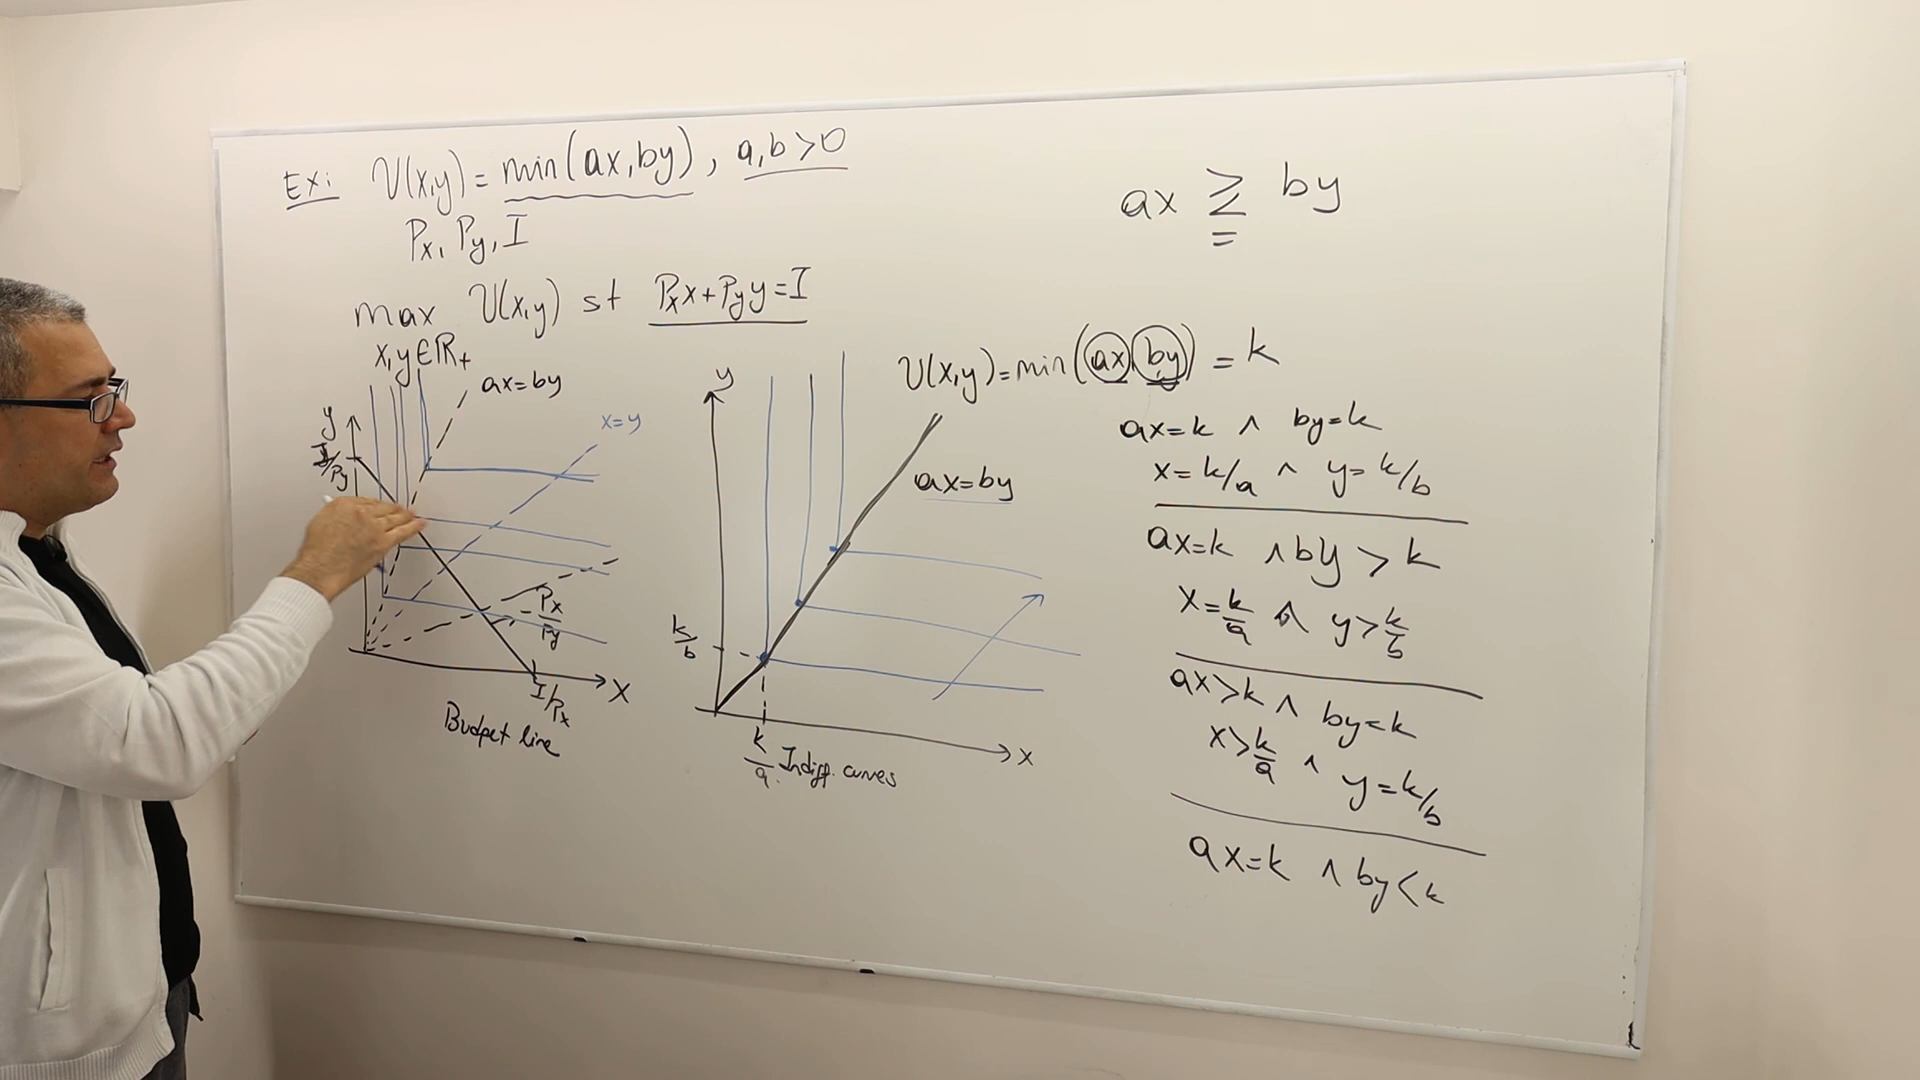 Ex: U(x,y) = min(ax,by), a,b>0
Px, Py, I
max U(x,y) st Pxx+Pyy=I
x,y∈ℝ+
ax=by
x=y
y
I/Py
Px/Py
I/Px
x
Budget line
y
ax=by
k/b
k/a
x
Indiff. curves
ax ⪌ by
U(x,y)=min(ax,by) = k
ax=k ∧ by=k
x=k/a ∧ y=k/b
ax=k ∧ by > k
x=k/a ∧ y>k/b
ax>k ∧ by=k
x>k/a ∧ y=k/b
ax=k ∧ by<k